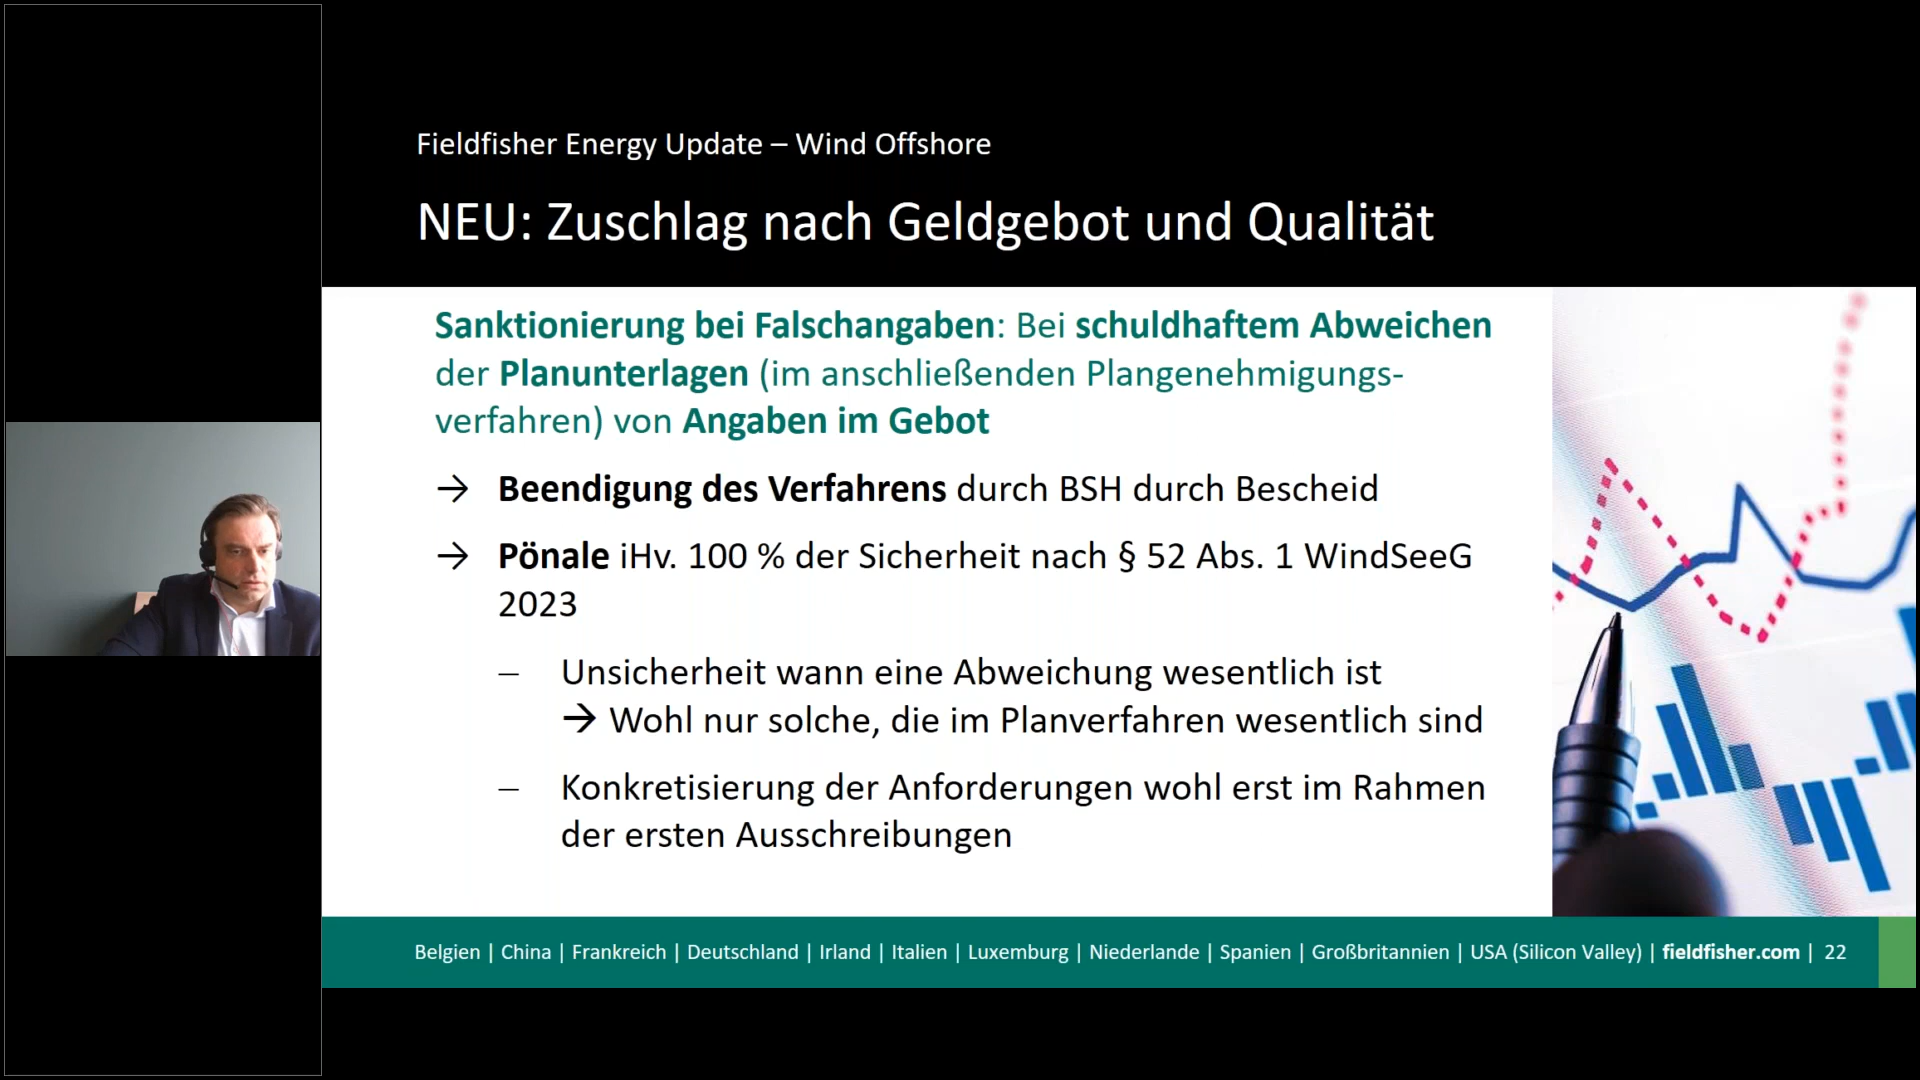 Fieldfisher Energy Update – Wind Offshore
NEU: Zuschlag nach Geldgebot und Qualität
Sanktionierung bei Falschangaben: Bei schuldhaftem Abweichen
der Planunterlagen (im anschließenden Plangenehmigungs-
verfahren) von Angaben im Gebot
→ Beendigung des Verfahrens durch BSH durch Bescheid
→ Pönale iHv. 100 % der Sicherheit nach § 52 Abs. 1 WindSeeG
2023
– Unsicherheit wann eine Abweichung wesentlich ist
→ Wohl nur solche, die im Planverfahren wesentlich sind
– Konkretisierung der Anforderungen wohl erst im Rahmen
der ersten Ausschreibungen
Belgien | China | Frankreich | Deutschland | Irland | Italien | Luxemburg | Niederlande | Spanien | Großbritannien | USA (Silicon Valley) | fieldfisher.com | 22